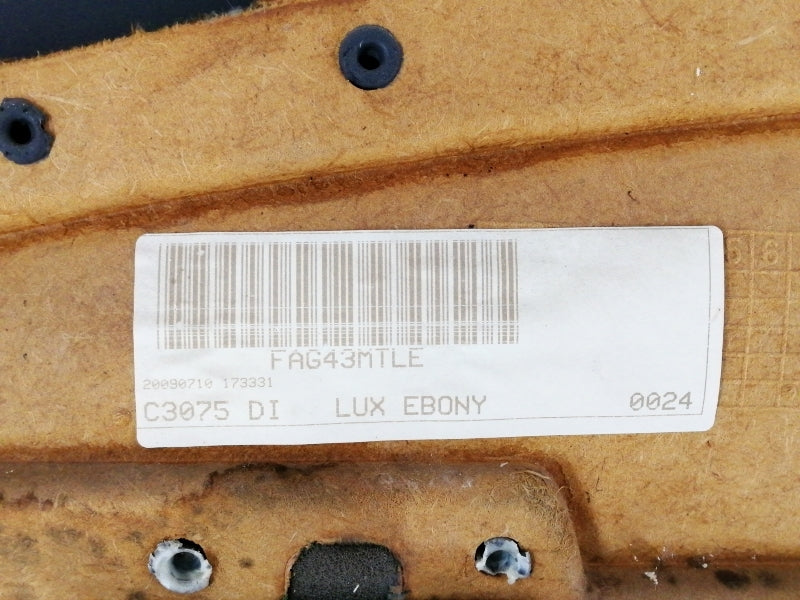 FAG43MTLE
20090710 173331
C3075 DI LUX EBONY 0024